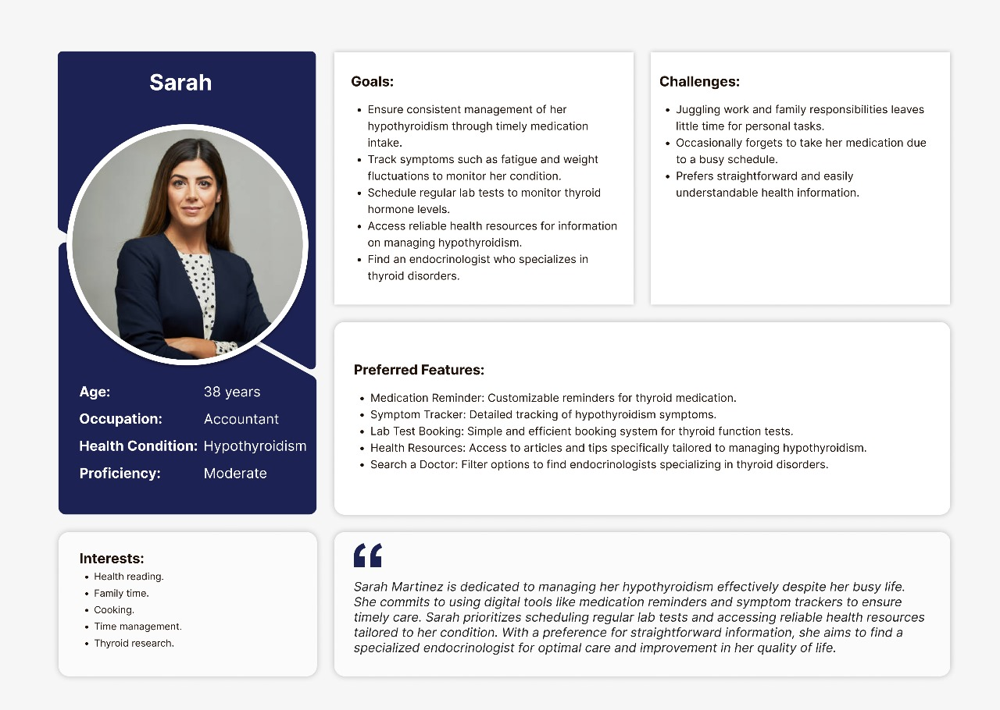 Sarah
Age: 38 years
Occupation: Accountant
Health Condition: Hypothyroidism
Proficiency: Moderate
Goals:
• Ensure consistent management of her
hypothyroidism through timely medication
intake.
• Track symptoms such as fatigue and weight
fluctuations to monitor her condition.
• Schedule regular lab tests to monitor thyroid
hormone levels.
• Access reliable health resources for information
on managing hypothyroidism.
• Find an endocrinologist who specializes in
thyroid disorders.
Challenges:
• Juggling work and family responsibilities leaves
little time for personal tasks.
• Occasionally forgets to take her medication due
to a busy schedule.
• Prefers straightforward and easily
understandable health information.
Preferred Features:
• Medication Reminder: Customizable reminders for thyroid medication.
• Symptom Tracker: Detailed tracking of hypothyroidism symptoms.
• Lab Test Booking: Simple and efficient booking system for thyroid function tests.
• Health Resources: Access to articles and tips specifically tailored to managing hypothyroidism.
• Search a Doctor: Filter options to find endocrinologists specializing in thyroid disorders.
Interests:
• Health reading.
• Family time.
• Cooking.
• Time management.
• Thyroid research.
“
Sarah Martinez is dedicated to managing her hypothyroidism effectively despite her busy life.
She commits to using digital tools like medication reminders and symptom trackers to ensure
timely care. Sarah prioritizes scheduling regular lab tests and accessing reliable health resources
tailored to her condition. With a preference for straightforward information, she aims to find a
specialized endocrinologist for optimal care and improvement in her quality of life.